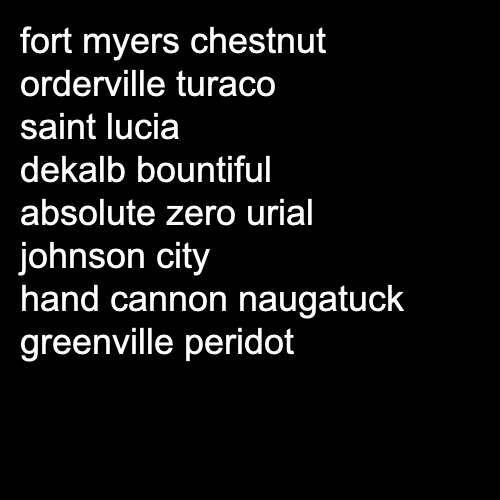 fort myers chestnut
orderville turaco
saint lucia
dekalb bountiful
absolute zero urial
johnson city
hand cannon naugatuck
greenville peridot